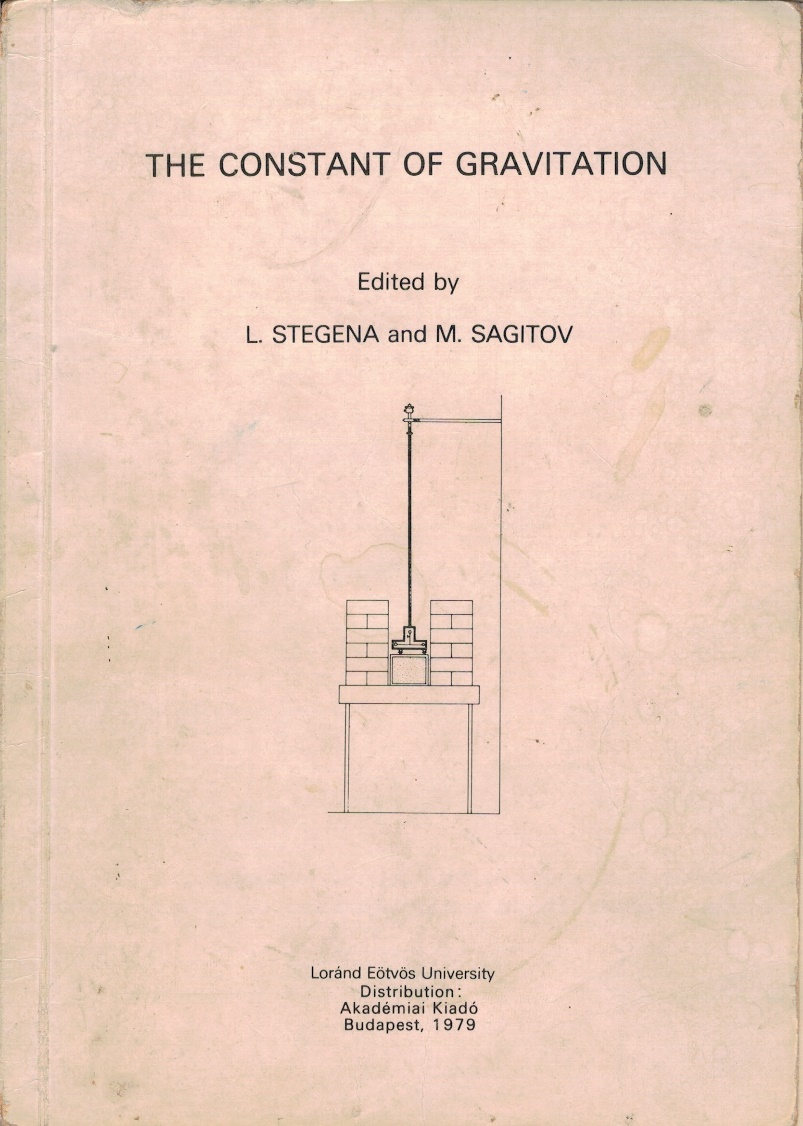 THE CONSTANT OF GRAVITATION
Edited by
L. STEGENA and M. SAGITOV
Loránd Eötvös University
Distribution:
Akadémiai Kiadó
Budapest, 1979